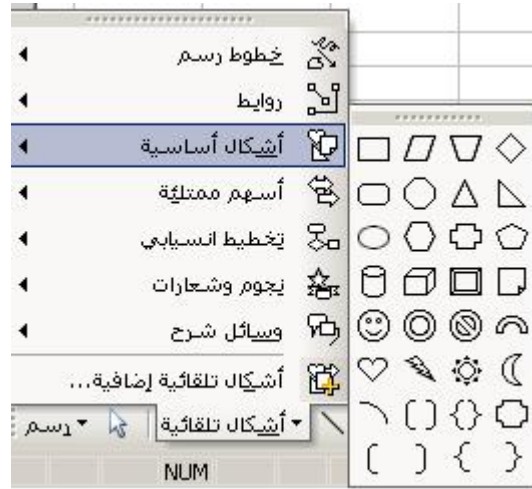 خطوط رسم
روابط
أشكال أساسية
أسهم ممتلئة
تخطيط انسيابي
نجوم وشعارات
وسائل شرح
أشكال تلقائية إضافية...
أشكال تلقائية
رسم
NUM